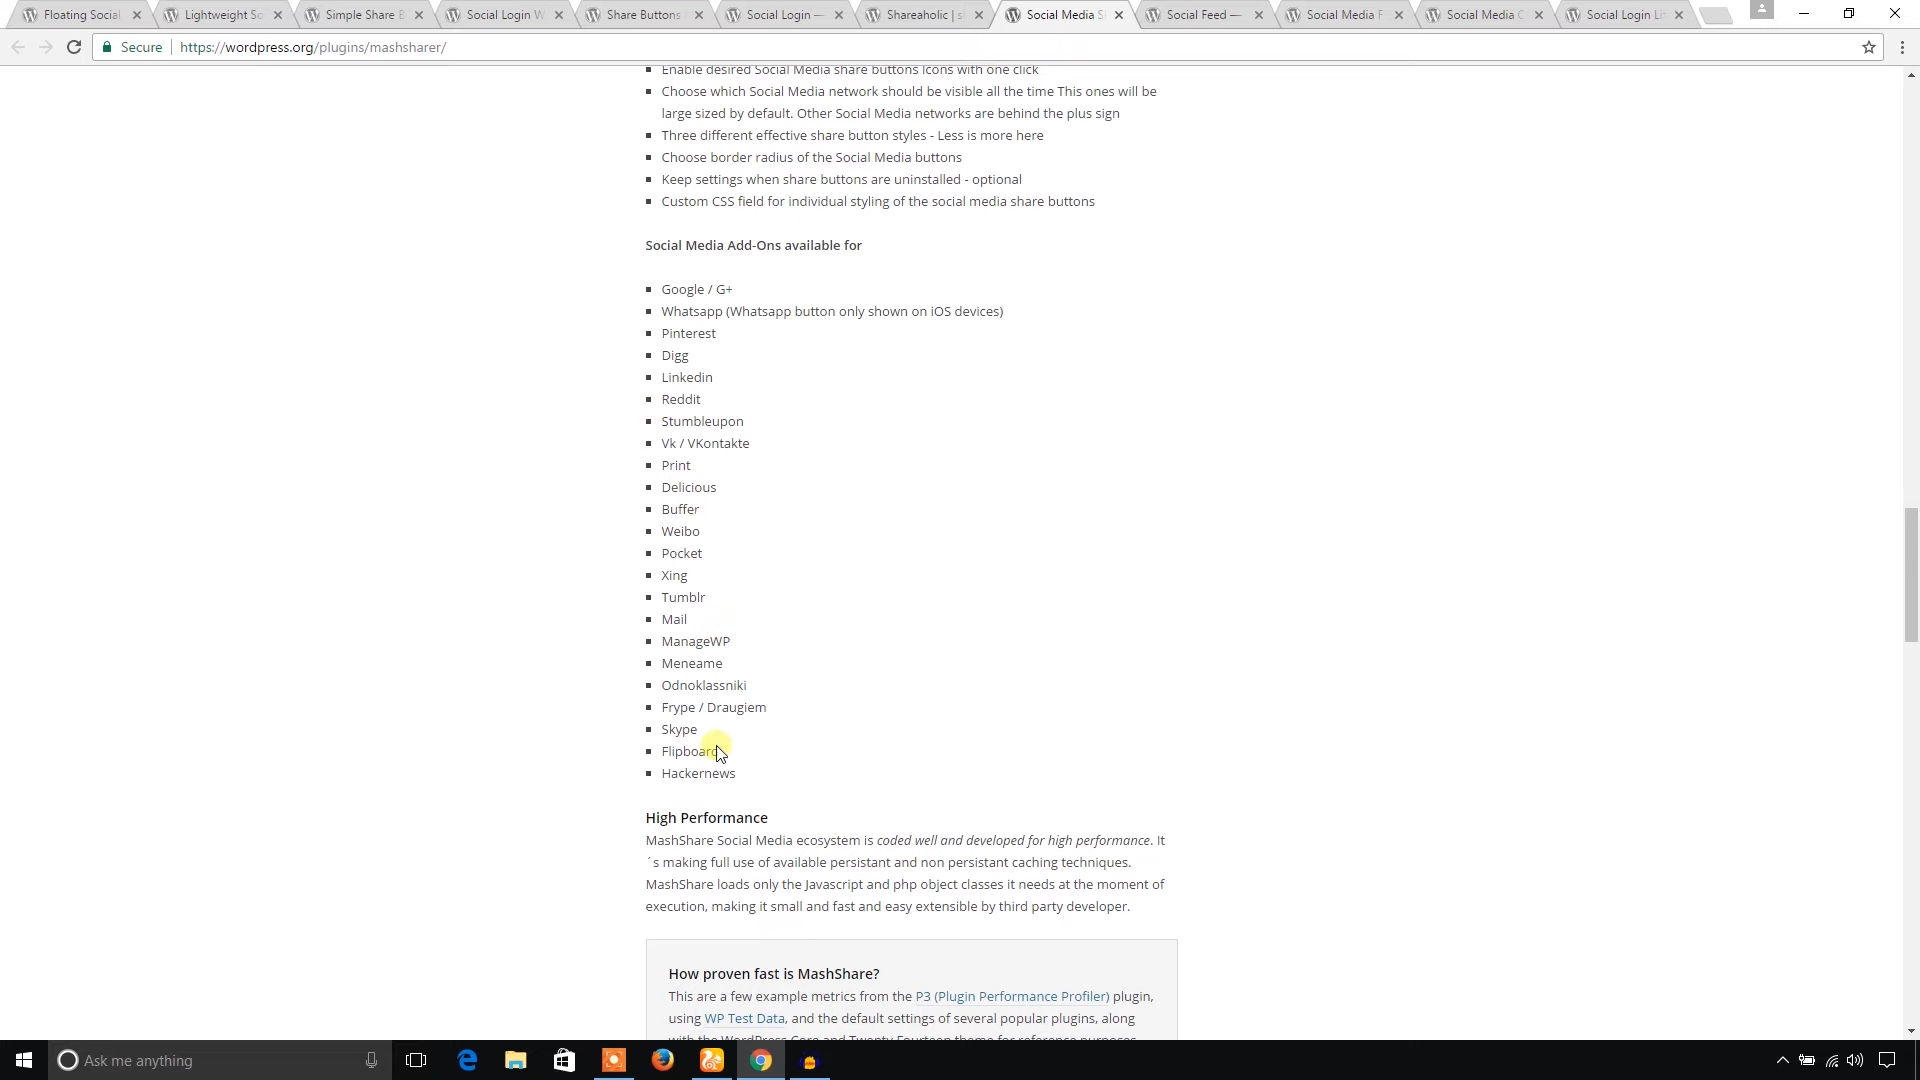 Floating Social
Lightweight So
Simple Share B
Social Login W
Share Buttons
Social Login —
Shareaholic | s
Social Media S
Social Feed —
Social Media F
Social Media C
Social Login Li
Secure
https://wordpress.org/plugins/mashsharer/
Enable desired Social Media share buttons Icons with one click
Choose which Social Media network should be visible all the time This ones will be
large sized by default. Other Social Media networks are behind the plus sign
Three different effective share button styles - Less is more here
Choose border radius of the Social Media buttons
Keep settings when share buttons are uninstalled - optional
Custom CSS field for individual styling of the social media share buttons
Social Media Add-Ons available for
Google / G+
Whatsapp (Whatsapp button only shown on iOS devices)
Pinterest
Digg
Linkedin
Reddit
Stumbleupon
Vk / VKontakte
Print
Delicious
Buffer
Weibo
Pocket
Xing
Tumblr
Mail
ManageWP
Meneame
Odnoklassniki
Frype / Draugiem
Skype
Flipboard
Hackernews
High Performance
MashShare Social Media ecosystem is coded well and developed for high performance. It
´s making full use of available persistant and non persistant caching techniques.
MashShare loads only the Javascript and php object classes it needs at the moment of
execution, making it small and fast and easy extensible by third party developer.
How proven fast is MashShare?
This are a few example metrics from the P3 (Plugin Performance Profiler) plugin,
using WP Test Data, and the default settings of several popular plugins, along
with the WordPress Core and Twenty Fourteen theme for reference purposes
Ask me anything